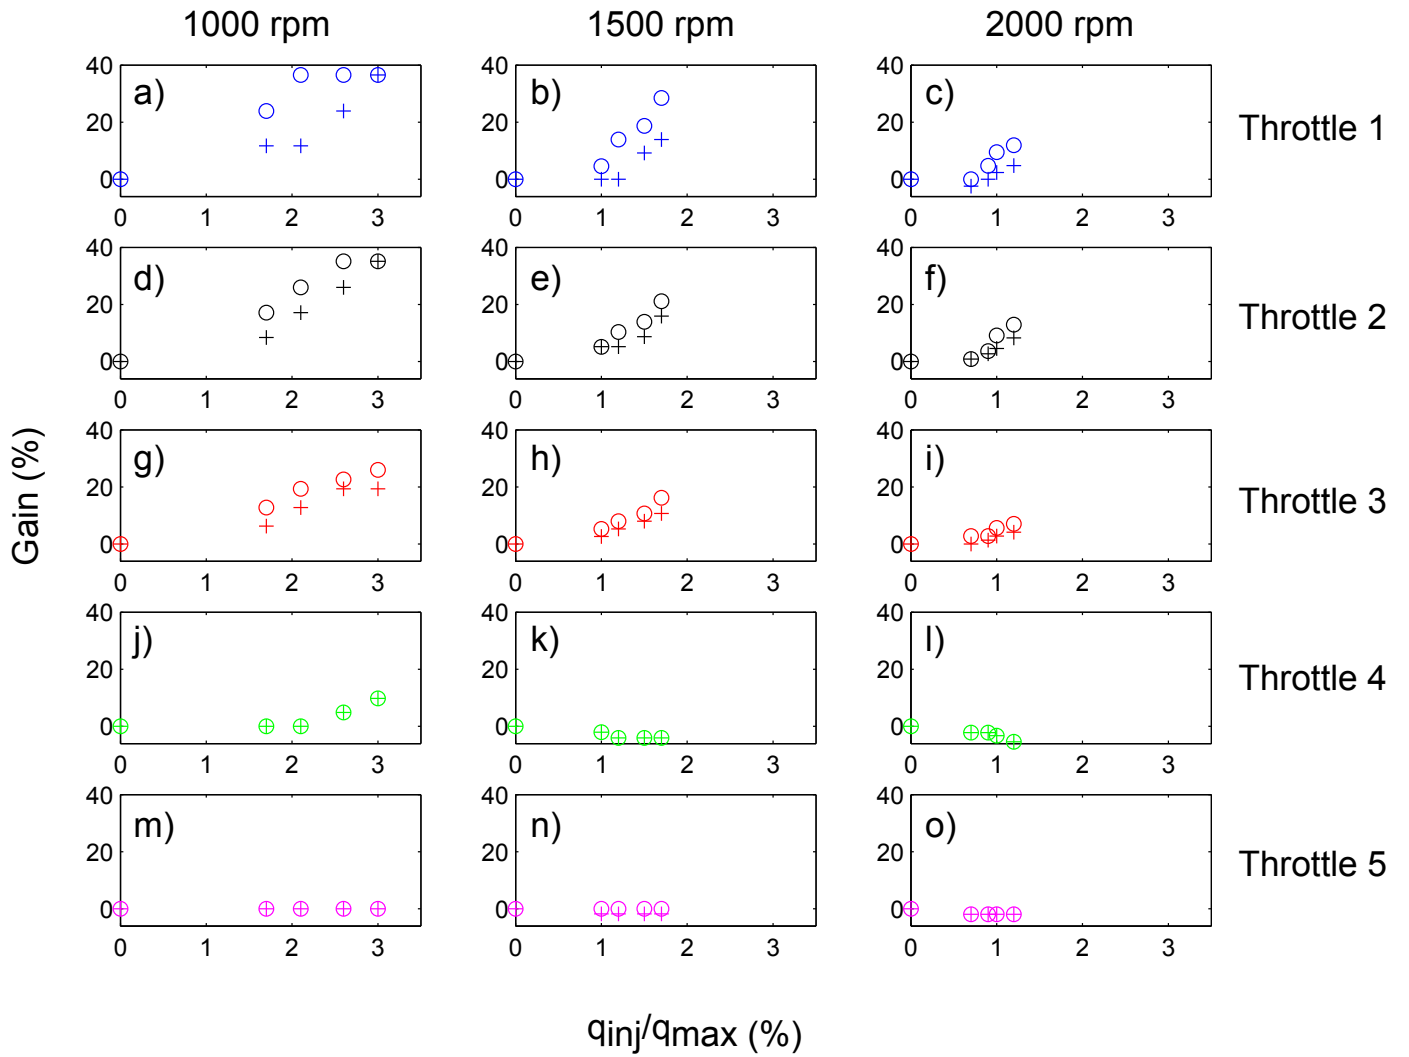 1000 rpm 1500 rpm 2000 rpm
40 40 40
a) b) c)
Throttle 1
20 20 20
0 0 0
0 1 2 3 0 1 2 3 0 1 2 3
40 40 40
d) e) f)
Throttle 2
20 20 20
0 0 0
0 1 2 3 0 1 2 3 0 1 2 3
Gain (%)
40 40 40
g) h) i)
Throttle 3
20 20 20
0 0 0
0 1 2 3 0 1 2 3 0 1 2 3
40 40 40
j) k) l)
Throttle 4
20 20 20
0 0 0
0 1 2 3 0 1 2 3 0 1 2 3
40 40 40
m) n) o)
Throttle 5
20 20 20
0 0 0
0 1 2 3 0 1 2 3 0 1 2 3
qinj/qmax (%)